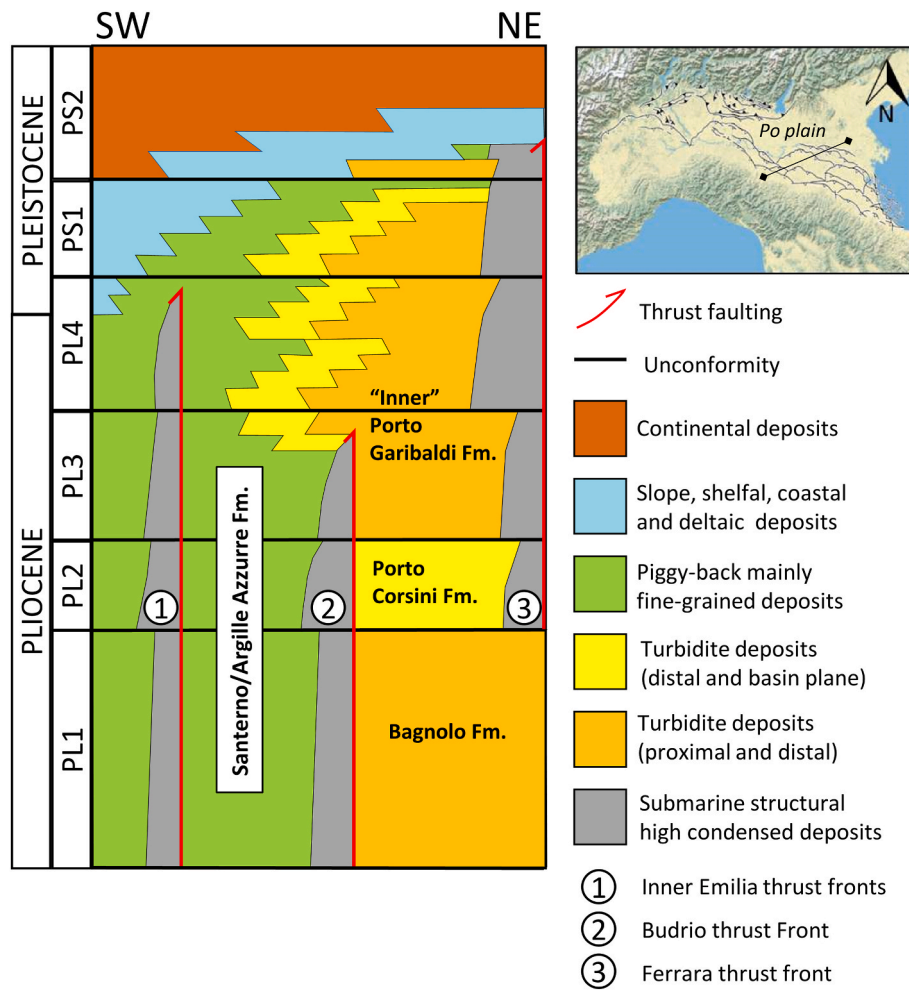 SW
NE
PLEISTOCENE
PLIOCENE
PS2
PS1
PL4
PL3
PL2
PL1
"Inner"
Porto
Garibaldi Fm.
Porto
Corsini Fm.
Bagnolo Fm.
Santerno/Argille Azzurre Fm.
1
2
3
Po plain
N
Thrust faulting
Unconformity
Continental deposits
Slope, shelfal, coastal
and deltaic deposits
Piggy-back mainly
fine-grained deposits
Turbidite deposits
(distal and basin plane)
Turbidite deposits
(proximal and distal)
Submarine structural
high condensed deposits
1 Inner Emilia thrust fronts
2 Budrio thrust Front
3 Ferrara thrust front